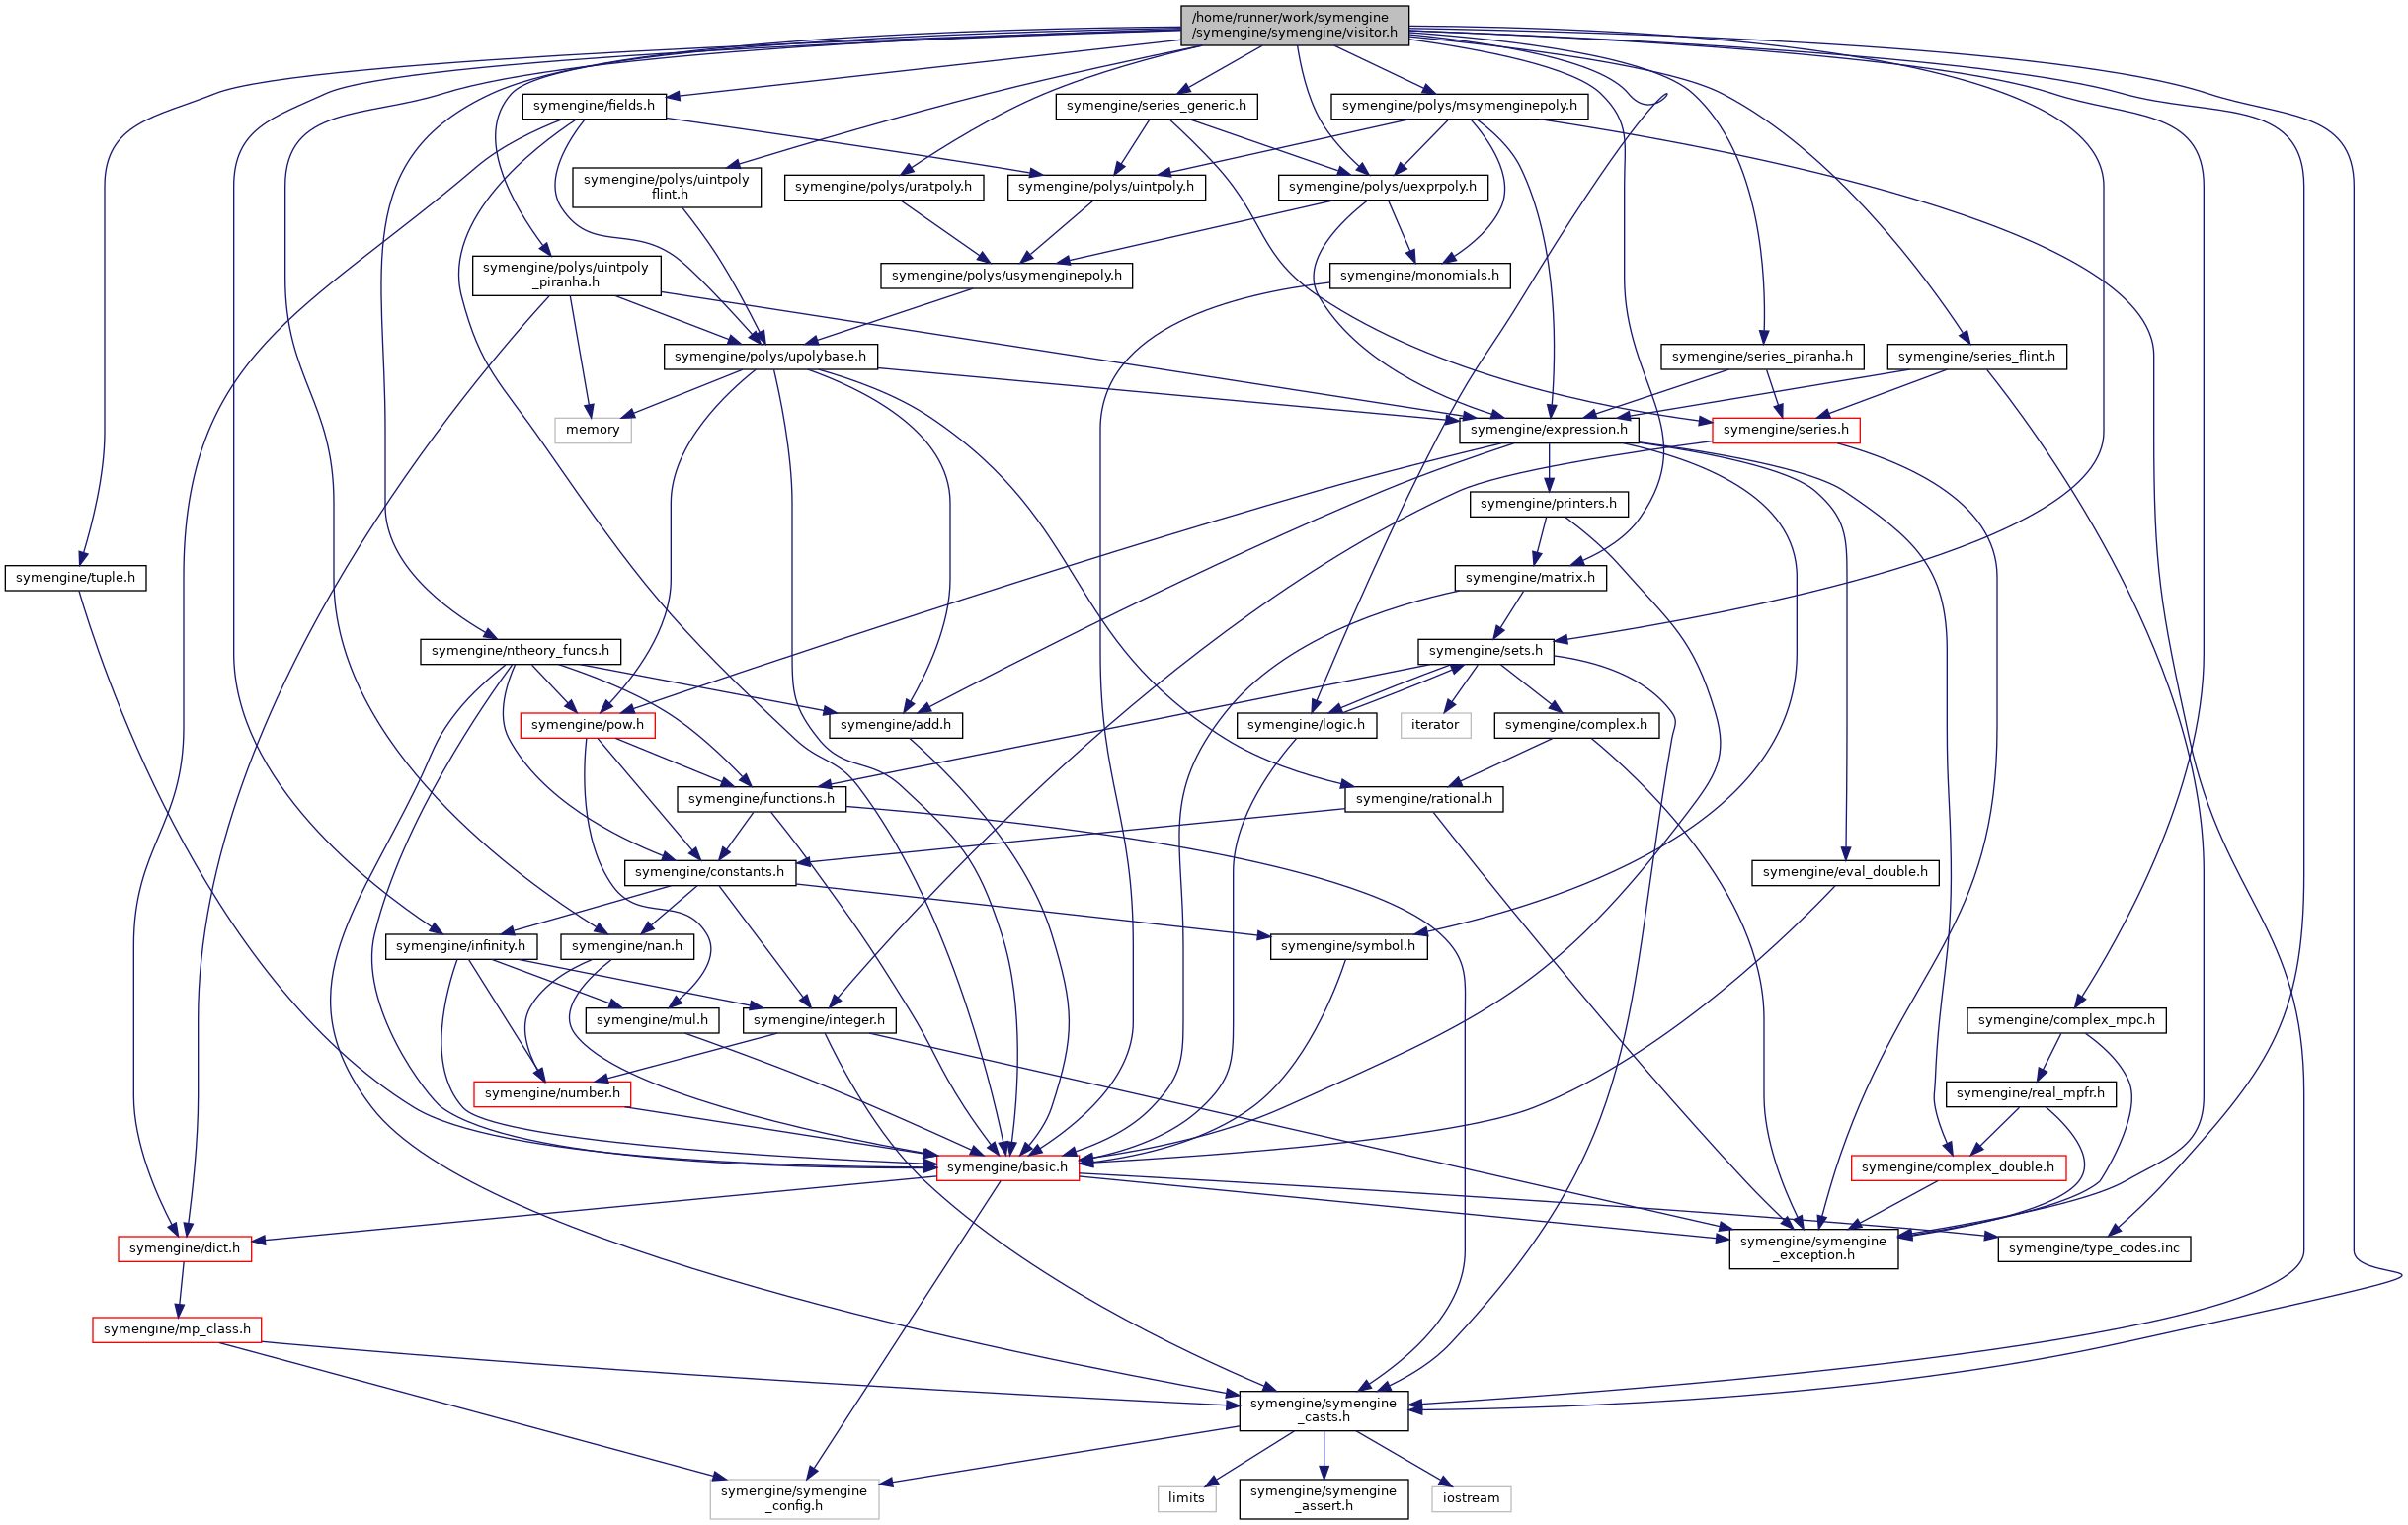 /home/runner/work/symengine
/symengine/symengine/visitor.h
symengine/fields.h
symengine/series_generic.h
symengine/polys/msymenginepoly.h
symengine/polys/uintpoly
_flint.h
symengine/polys/uratpoly.h
symengine/polys/uintpoly.h
symengine/polys/uexprpoly.h
symengine/polys/uintpoly
_piranha.h
symengine/polys/usymenginepoly.h
symengine/monomials.h
symengine/polys/upolybase.h
symengine/series_piranha.h
symengine/series_flint.h
memory
symengine/expression.h
symengine/series.h
symengine/printers.h
symengine/tuple.h
symengine/matrix.h
symengine/ntheory_funcs.h
symengine/sets.h
symengine/pow.h
symengine/add.h
symengine/logic.h
iterator
symengine/complex.h
symengine/functions.h
symengine/rational.h
symengine/constants.h
symengine/eval_double.h
symengine/infinity.h
symengine/nan.h
symengine/symbol.h
symengine/mul.h
symengine/integer.h
symengine/complex_mpc.h
symengine/number.h
symengine/real_mpfr.h
symengine/basic.h
symengine/complex_double.h
symengine/dict.h
symengine/symengine
_exception.h
symengine/type_codes.inc
symengine/mp_class.h
symengine/symengine
_casts.h
symengine/symengine
_config.h
limits
symengine/symengine
_assert.h
iostream